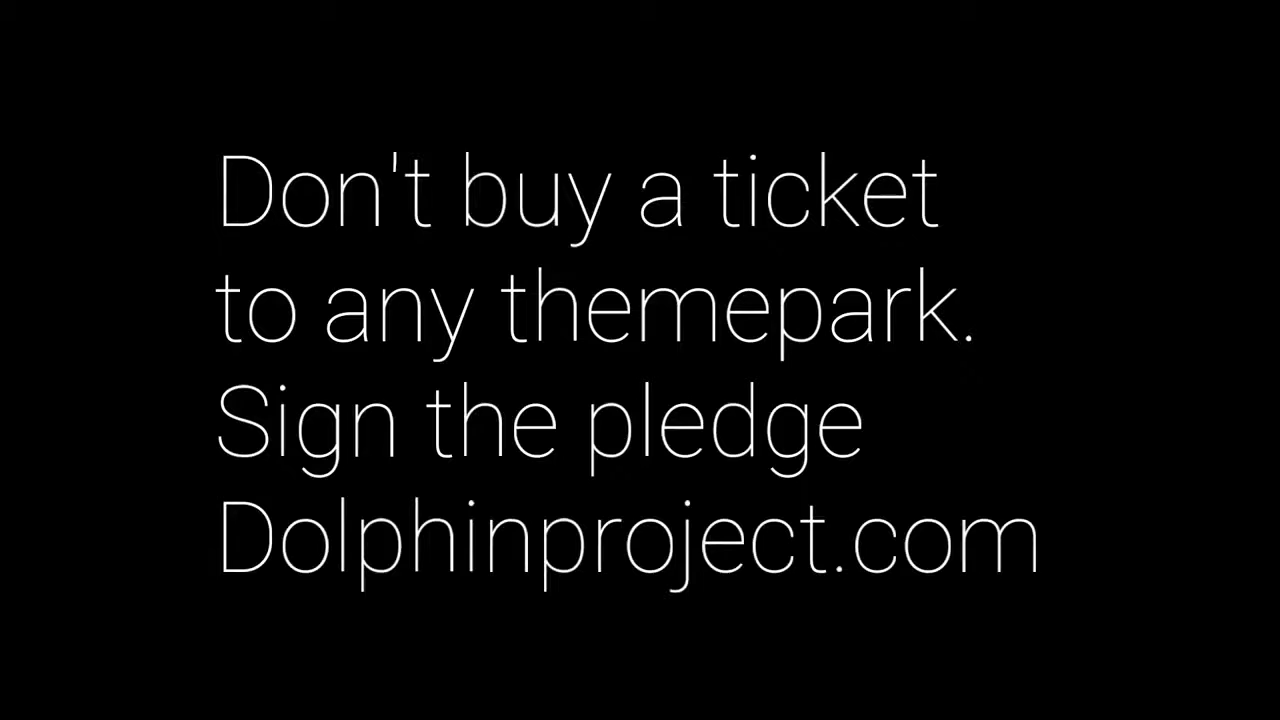 Don't buy a ticket
to any themepark.
Sign the pledge
Dolphinproject.com